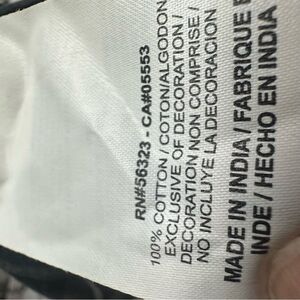 RN#56323 - CA#05553
100% COTTON / COTON/ALGODON
EXCLUSIVE OF DECORATION /
DECORATION NON COMPRISE /
NO INCLUYE LA DECORACION
MADE IN INDIA / FABRIQUE E
INDE / HECHO EN INDIA